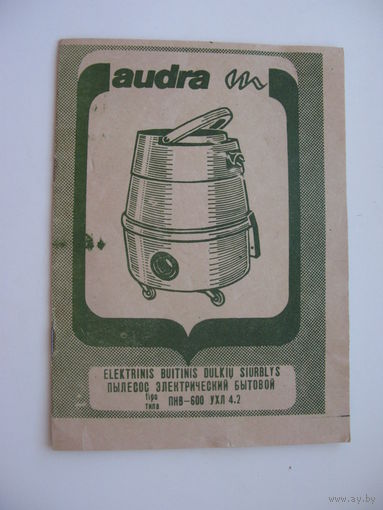 audra
ELEKTRINIS BUITINIS DULKIŲ SIURBLYS
ПЫЛЕСОС ЭЛЕКТРИЧЕСКИЙ БЫТОВОЙ
tipo
типа ПНВ-600 УХЛ 4.2
www.ay.by